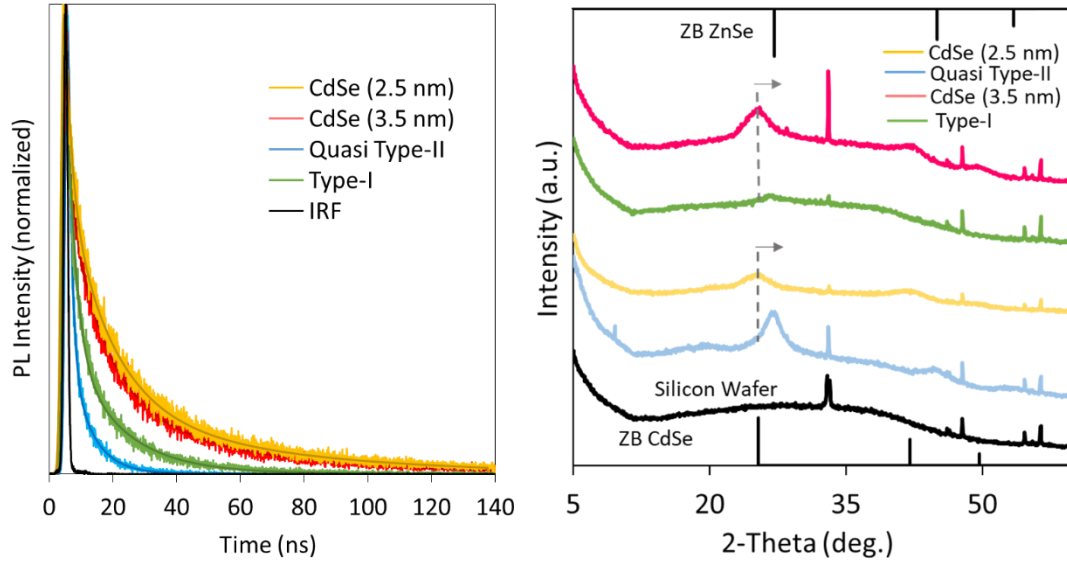 PL Intensity (normalized)
CdSe (2.5 nm)
CdSe (3.5 nm)
Quasi Type-II
Type-I
IRF
0 20 40 60 80 100 120 140
Time (ns)
Intensity (a.u.)
ZB ZnSe
CdSe (2.5 nm)
Quasi Type-II
CdSe (3.5 nm)
Type-I
Silicon Wafer
ZB CdSe
5 20 35 50
2-Theta (deg.)